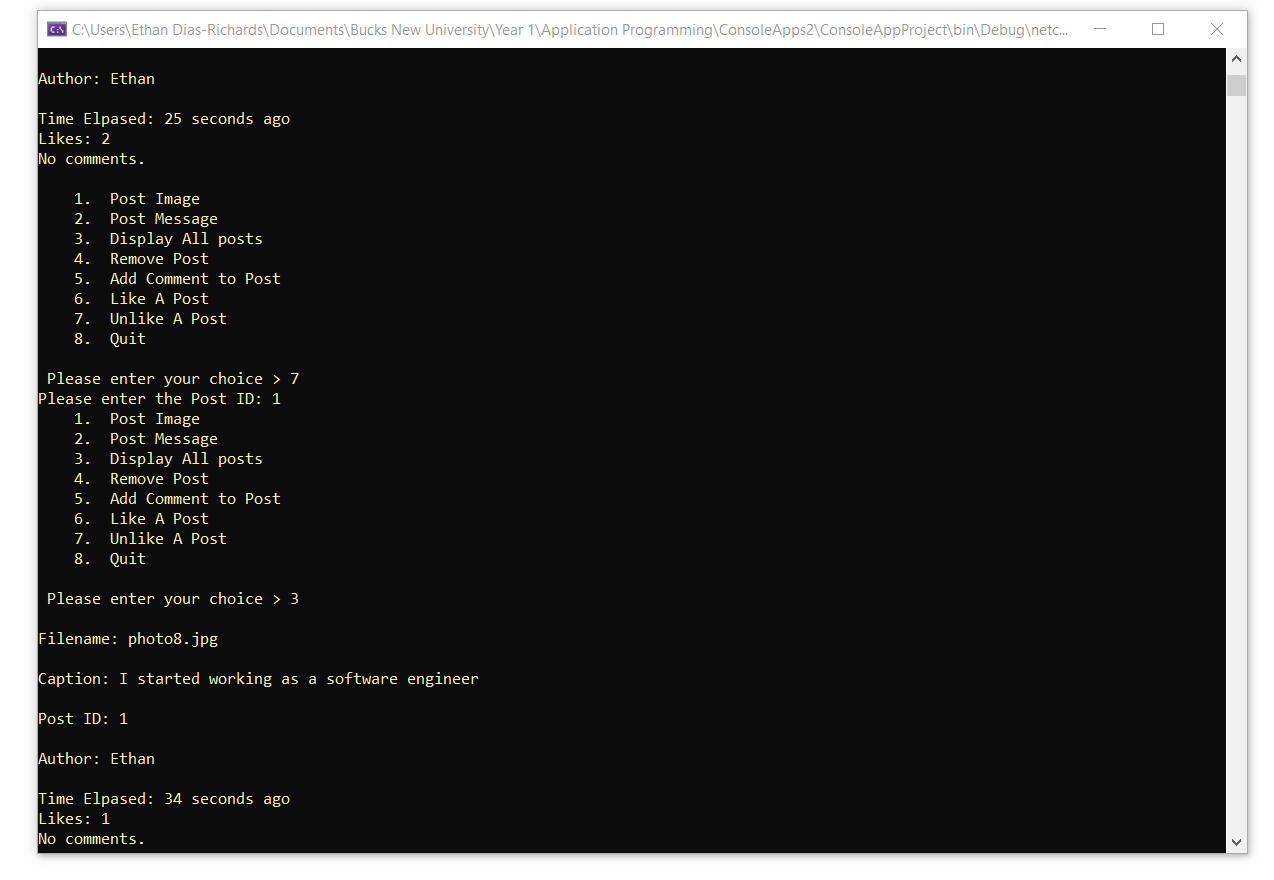 C:\Users\Ethan Dias-Richards\Documents\Bucks New University\Year 1\Application Programming\ConsoleApps2\ConsoleAppProject\bin\Debug\netc...
Author: Ethan
Time Elpased: 25 seconds ago
Likes: 2
No comments.
1. Post Image
2. Post Message
3. Display All posts
4. Remove Post
5. Add Comment to Post
6. Like A Post
7. Unlike A Post
8. Quit
Please enter your choice > 7
Please enter the Post ID: 1
1. Post Image
2. Post Message
3. Display All posts
4. Remove Post
5. Add Comment to Post
6. Like A Post
7. Unlike A Post
8. Quit
Please enter your choice > 3
Filename: photo8.jpg
Caption: I started working as a software engineer
Post ID: 1
Author: Ethan
Time Elpased: 34 seconds ago
Likes: 1
No comments.